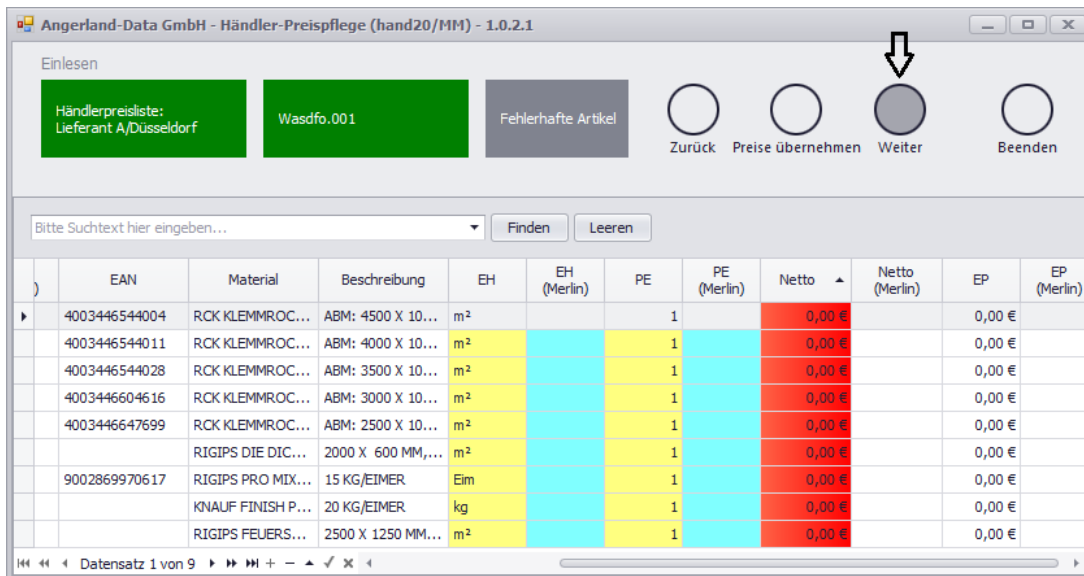 Angerland-Data GmbH - Händler-Preispflege (hand20/MM) - 1.0.2.1
Einlesen
Händlerpreisliste:
Lieferant A/Düsseldorf
Wasdfo.001
Fehlerhafte Artikel
Zurück Preise übernehmen Weiter Beenden
Bitte Suchtext hier eingeben... Finden Leeren
) EAN Material Beschreibung EH EH (Merlin) PE PE (Merlin) Netto Netto (Merlin) EP EP (Merlin)
4003446544004 RCK KLEMMROC... ABM: 4500 X 10... m² 1 0,00 € 0,00 €
4003446544011 RCK KLEMMROC... ABM: 4000 X 10... m² 1 0,00 € 0,00 €
4003446544028 RCK KLEMMROC... ABM: 3500 X 10... m² 1 0,00 € 0,00 €
4003446604616 RCK KLEMMROC... ABM: 3000 X 10... m² 1 0,00 € 0,00 €
4003446647699 RCK KLEMMROC... ABM: 2500 X 10... m² 1 0,00 € 0,00 €
RIGIPS DIE DIC... 2000 X 600 MM,... m² 1 0,00 € 0,00 €
9002869970617 RIGIPS PRO MIX... 15 KG/EIMER Eim 1 0,00 € 0,00 €
KNAUF FINISH P... 20 KG/EIMER kg 1 0,00 € 0,00 €
RIGIPS FEUERS... 2500 X 1250 MM... m² 1 0,00 € 0,00 €
Datensatz 1 von 9